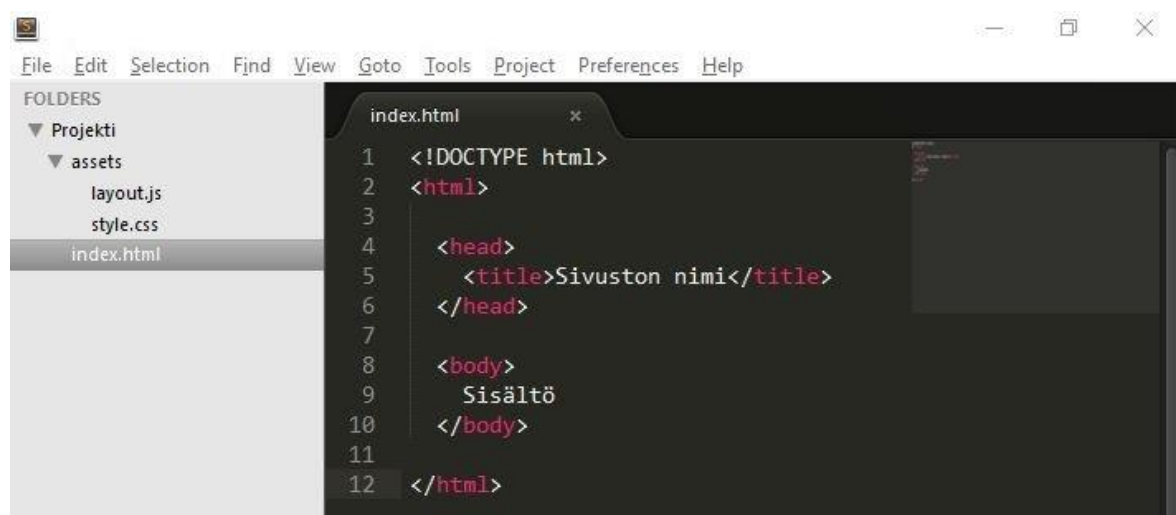 File Edit Selection Find View Goto Tools Project Preferences Help
FOLDERS
Projekti
assets
layout.js
style.css
index.html
index.html
1 <!DOCTYPE html>
2 <html>
3
4 <head>
5 <title>Sivuston nimi</title>
6 </head>
7
8 <body>
9 Sisältö
10 </body>
11
12 </html>